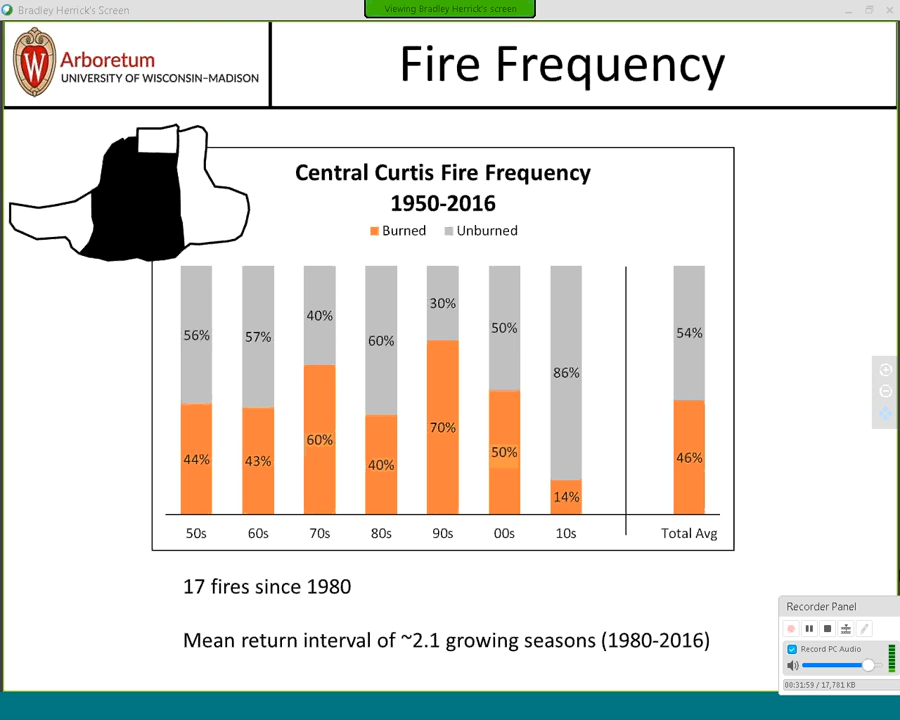 Bradley Herrick's Screen
Viewing Bradley Herrick's screen
W
Arboretum
UNIVERSITY OF WISCONSIN–MADISON
Fire Frequency
Central Curtis Fire Frequency
1950-2016
Burned Unburned
56% 57% 40% 60% 30% 50% 86% 54%
44% 43% 60% 40% 70% 50% 14% 46%
50s 60s 70s 80s 90s 00s 10s Total Avg
17 fires since 1980
Mean return interval of ~2.1 growing seasons (1980-2016)
Recorder Panel
Record PC Audio
00:31:59 / 17,781 KB